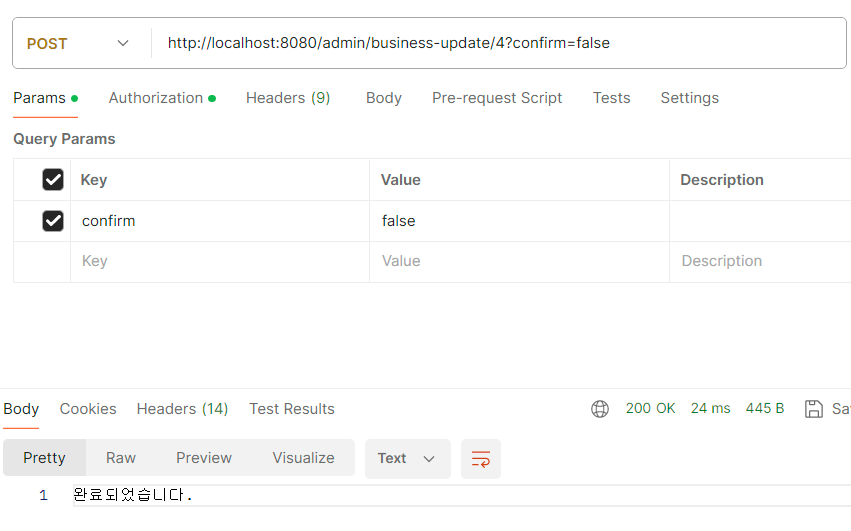 POST http://localhost:8080/admin/business-update/4?confirm=false
Params Authorization Headers (9) Body Pre-request Script Tests Settings
Query Params
Key Value Description
confirm false
Key Value Description
Body Cookies Headers (14) Test Results 200 OK 24 ms 445 B
Pretty Raw Preview Visualize Text
1 완료되었습니다.